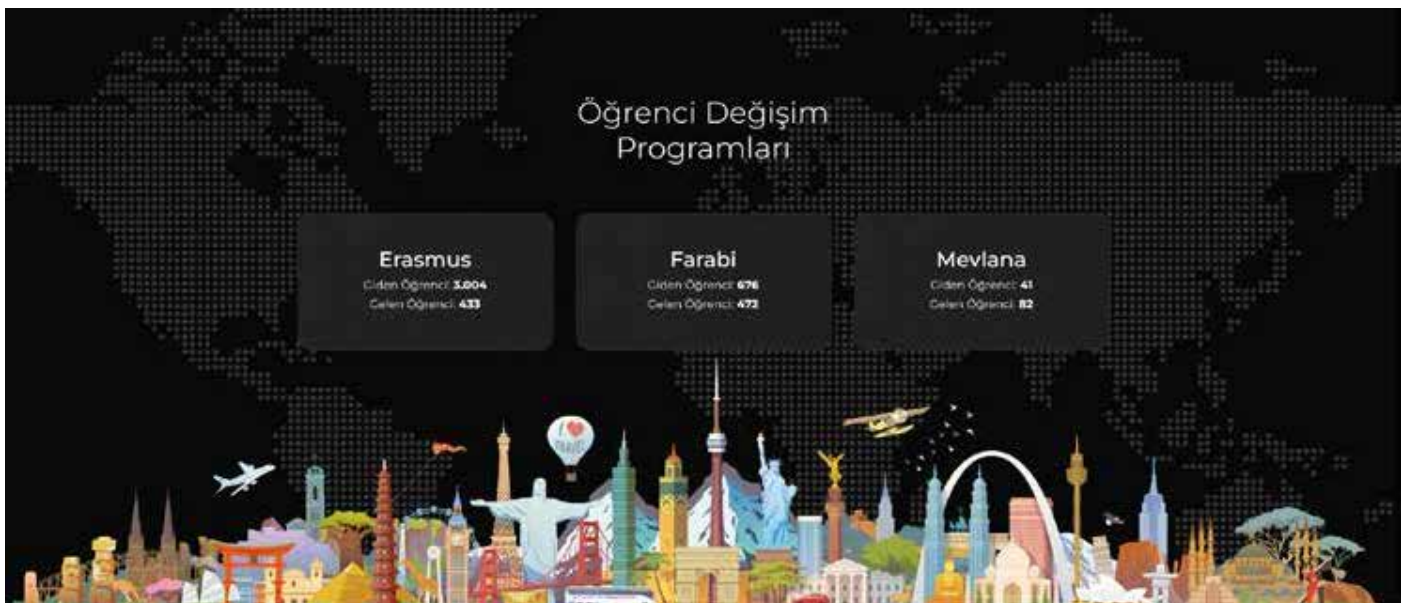 Öğrenci Değişim
Programları
Erasmus
Giden Öğrenci: 3.004
Gelen Öğrenci: 433
Farabi
Giden Öğrenci: 676
Gelen Öğrenci: 472
Mevlana
Giden Öğrenci: 41
Gelen Öğrenci: 82
I ❤
TRAVEL